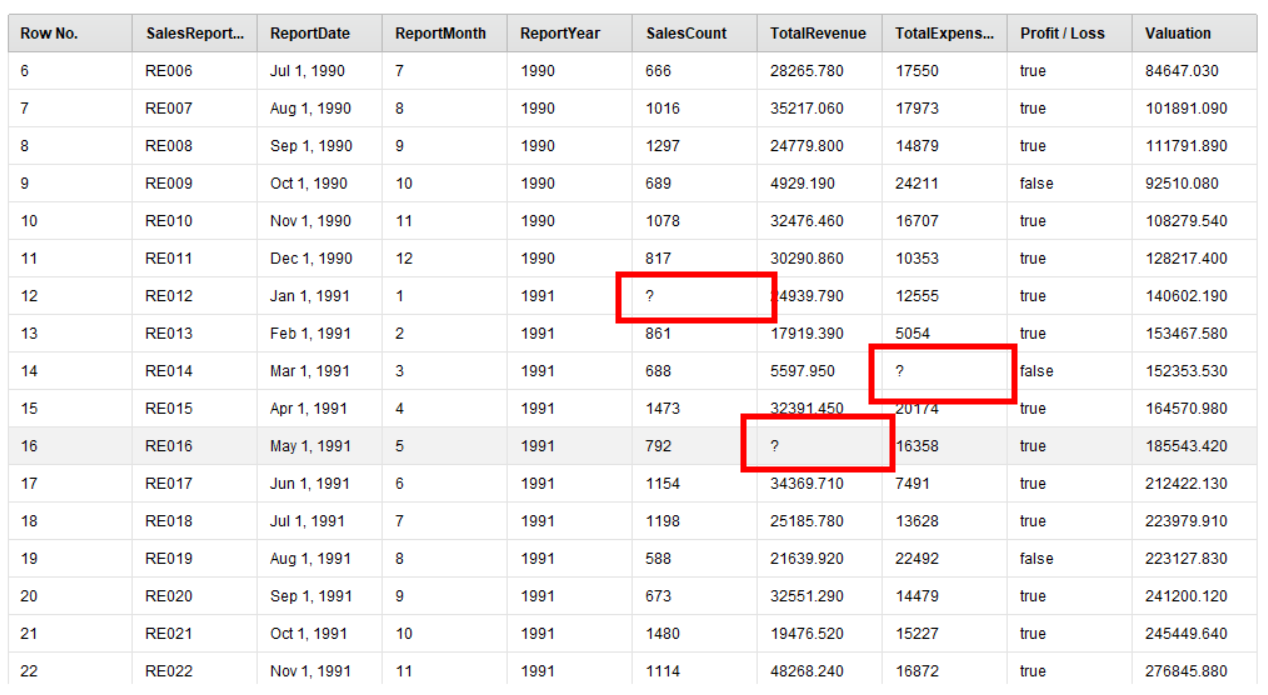 Row No. SalesReport... ReportDate ReportMonth ReportYear SalesCount TotalRevenue TotalExpens... Profit / Loss Valuation
6 RE006 Jul 1, 1990 7 1990 666 28265.780 17550 true 84647.030
7 RE007 Aug 1, 1990 8 1990 1016 35217.060 17973 true 101891.090
8 RE008 Sep 1, 1990 9 1990 1297 24779.800 14879 true 111791.890
9 RE009 Oct 1, 1990 10 1990 689 4929.190 24211 false 92510.080
10 RE010 Nov 1, 1990 11 1990 1078 32476.460 16707 true 108279.540
11 RE011 Dec 1, 1990 12 1990 817 30290.860 10353 true 128217.400
12 RE012 Jan 1, 1991 1 1991 ? 24939.790 12555 true 140602.190
13 RE013 Feb 1, 1991 2 1991 861 17919.390 5054 true 153467.580
14 RE014 Mar 1, 1991 3 1991 688 5597.950 ? false 152353.530
15 RE015 Apr 1, 1991 4 1991 1473 32391.450 20174 true 164570.980
16 RE016 May 1, 1991 5 1991 792 ? 16358 true 185543.420
17 RE017 Jun 1, 1991 6 1991 1154 34369.710 7491 true 212422.130
18 RE018 Jul 1, 1991 7 1991 1198 25185.780 13628 true 223979.910
19 RE019 Aug 1, 1991 8 1991 588 21639.920 22492 false 223127.830
20 RE020 Sep 1, 1991 9 1991 673 32551.290 14479 true 241200.120
21 RE021 Oct 1, 1991 10 1991 1480 19476.520 15227 true 245449.640
22 RE022 Nov 1, 1991 11 1991 1114 48268.240 16872 true 276845.880